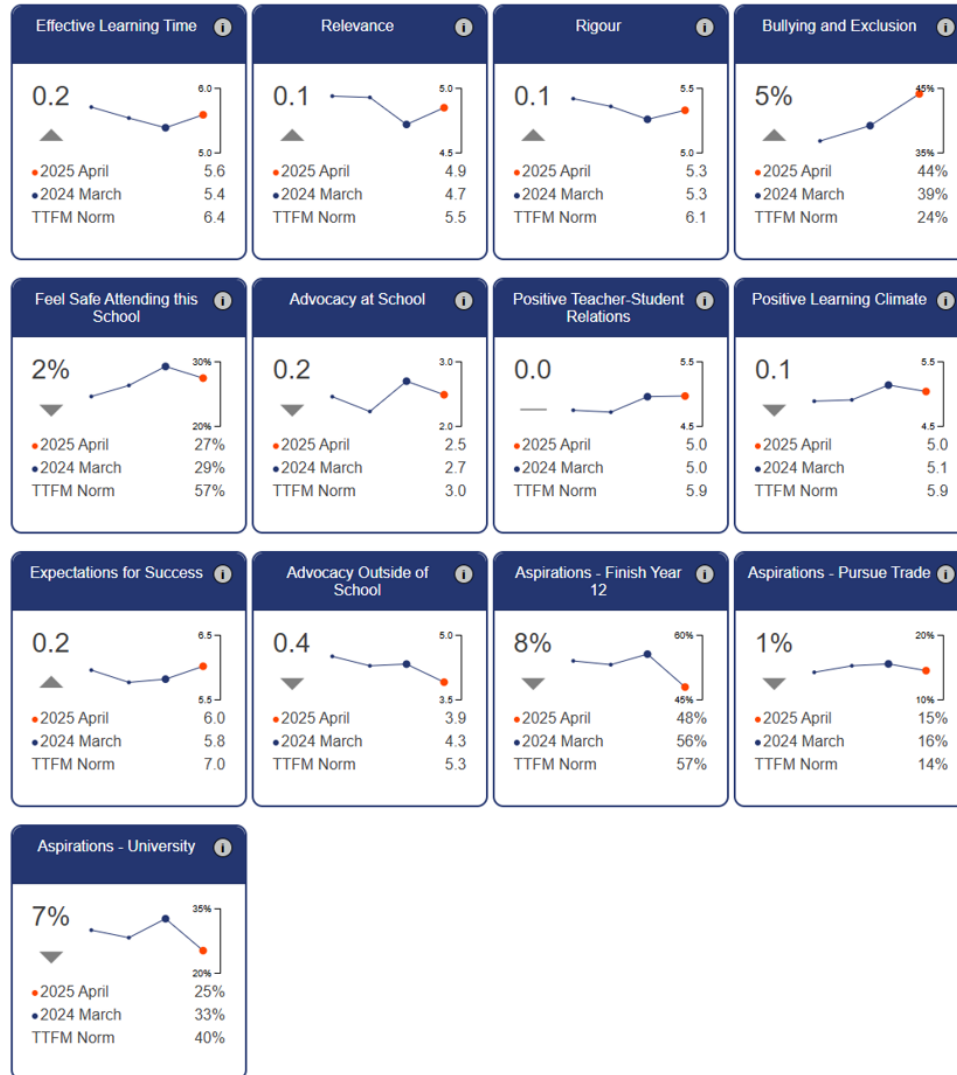 Effective Learning Time
0.2
6.0
5.0
2025 April 5.6
2024 March 5.4
TTFM Norm 6.4
Relevance
0.1
5.0
4.5
2025 April 4.9
2024 March 4.7
TTFM Norm 5.5
Rigour
0.1
5.5
5.0
2025 April 5.3
2024 March 5.3
TTFM Norm 6.1
Bullying and Exclusion
5%
45%
35%
2025 April 44%
2024 March 39%
TTFM Norm 24%
Feel Safe Attending this
School
2%
30%
20%
2025 April 27%
2024 March 29%
TTFM Norm 57%
Advocacy at School
0.2
3.0
2.0
2025 April 2.5
2024 March 2.7
TTFM Norm 3.0
Positive Teacher-Student
Relations
0.0
5.5
4.5
2025 April 5.0
2024 March 5.0
TTFM Norm 5.9
Positive Learning Climate
0.1
5.5
4.5
2025 April 5.0
2024 March 5.1
TTFM Norm 5.9
Expectations for Success
0.2
6.5
5.5
2025 April 6.0
2024 March 5.8
TTFM Norm 7.0
Advocacy Outside of
School
0.4
5.0
3.5
2025 April 3.9
2024 March 4.3
TTFM Norm 5.3
Aspirations - Finish Year
12
8%
60%
45%
2025 April 48%
2024 March 56%
TTFM Norm 57%
Aspirations - Pursue Trade
1%
20%
10%
2025 April 15%
2024 March 16%
TTFM Norm 14%
Aspirations - University
7%
35%
20%
2025 April 25%
2024 March 33%
TTFM Norm 40%